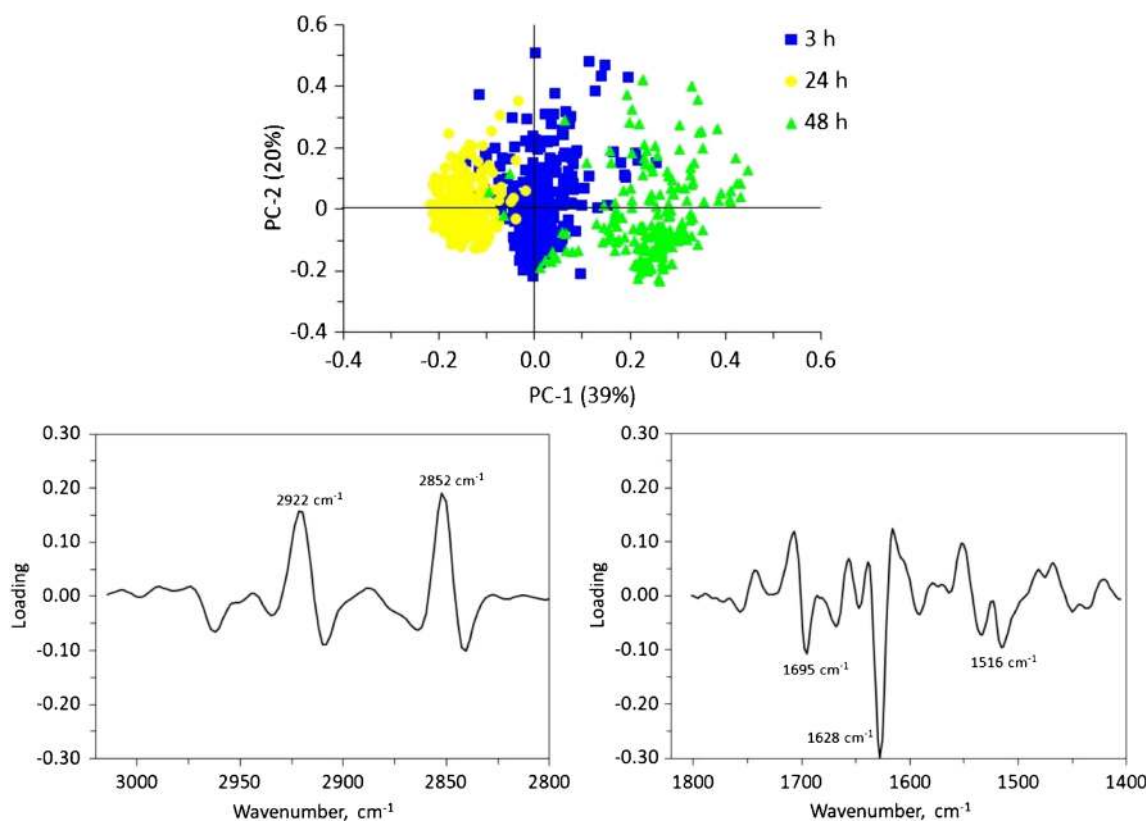 0.6
0.4
0.2
0
-0.2
-0.4
PC-2 (20%)
-0.4 -0.2 0.0 0.2 0.4 0.6
PC-1 (39%)
3 h
24 h
48 h
0.30
0.20
0.10
0.00
-0.10
-0.20
-0.30
Loading
2922 cm-1
2852 cm-1
3000 2950 2900 2850 2800
Wavenumber, cm-1
0.30
0.20
0.10
0.00
-0.10
-0.20
-0.30
Loading
1695 cm-1
1628 cm-1
1516 cm-1
1800 1700 1600 1500 1400
Wavenumber, cm-1